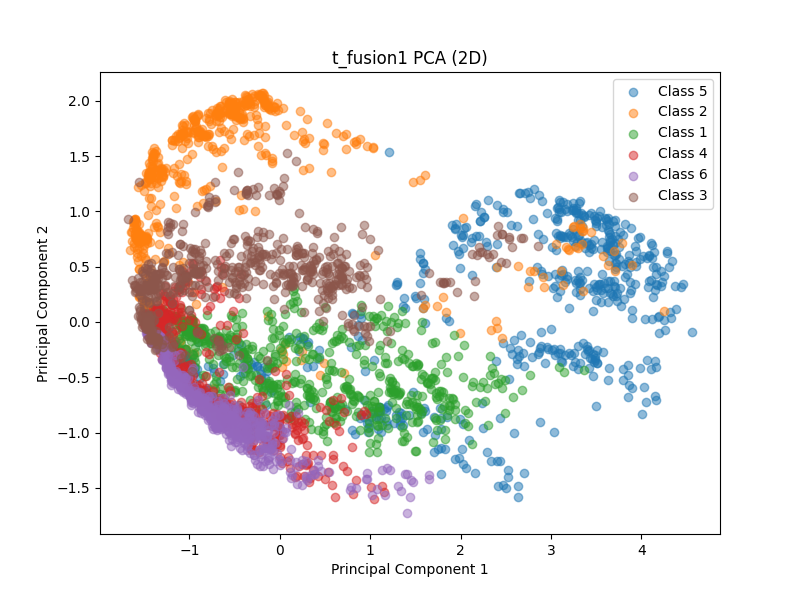 t_fusion1 PCA (2D)
Principal Component 2
2.0
1.5
1.0
0.5
0.0
−0.5
−1.0
−1.5
Class 5
Class 2
Class 1
Class 4
Class 6
Class 3
−1 0 1 2 3 4
Principal Component 1